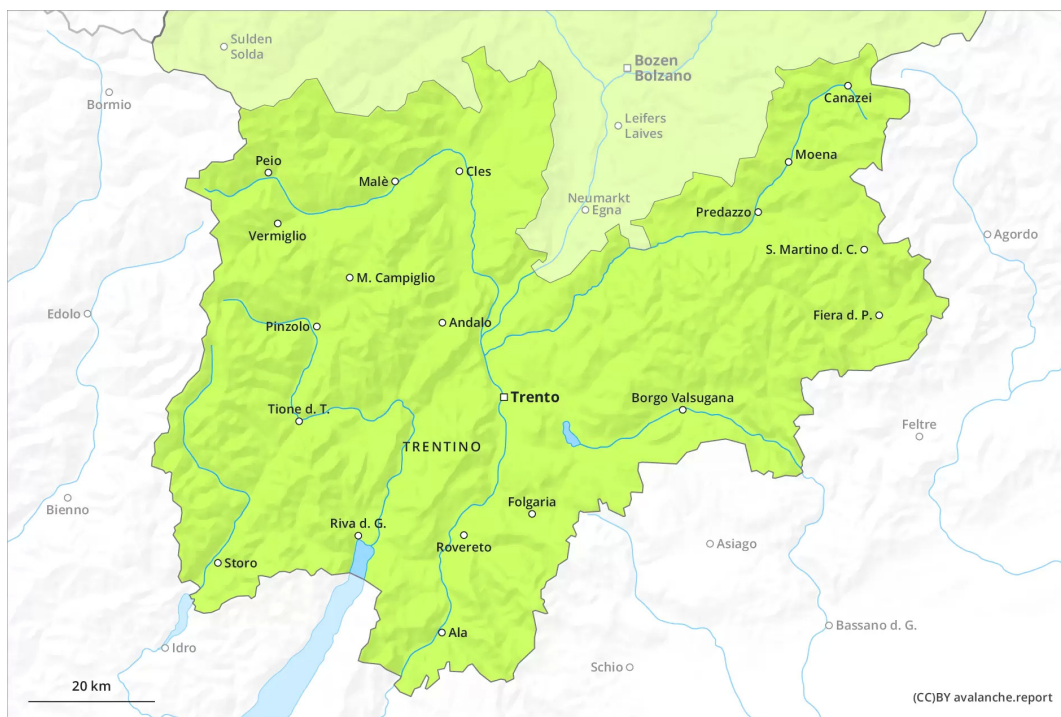 Sulden
Solda
Bozen
Bolzano
Bormio
Canazei
Leifers
Laives
Moena
Peio
Malè
Cles
Neumarkt
Egna
Predazzo
Vermiglio
Agordo
S. Martino d. C.
M. Campiglio
Edolo
Pinzolo
Andalo
Fiera d. P.
Trento
Borgo Valsugana
Tione d. T.
Feltre
TRENTINO
Bienno
Folgaria
Riva d. G.
Rovereto
Asiago
Storo
Ala
Bassano d. G.
Idro
Schio
20 km
(CC)BY avalanche.report